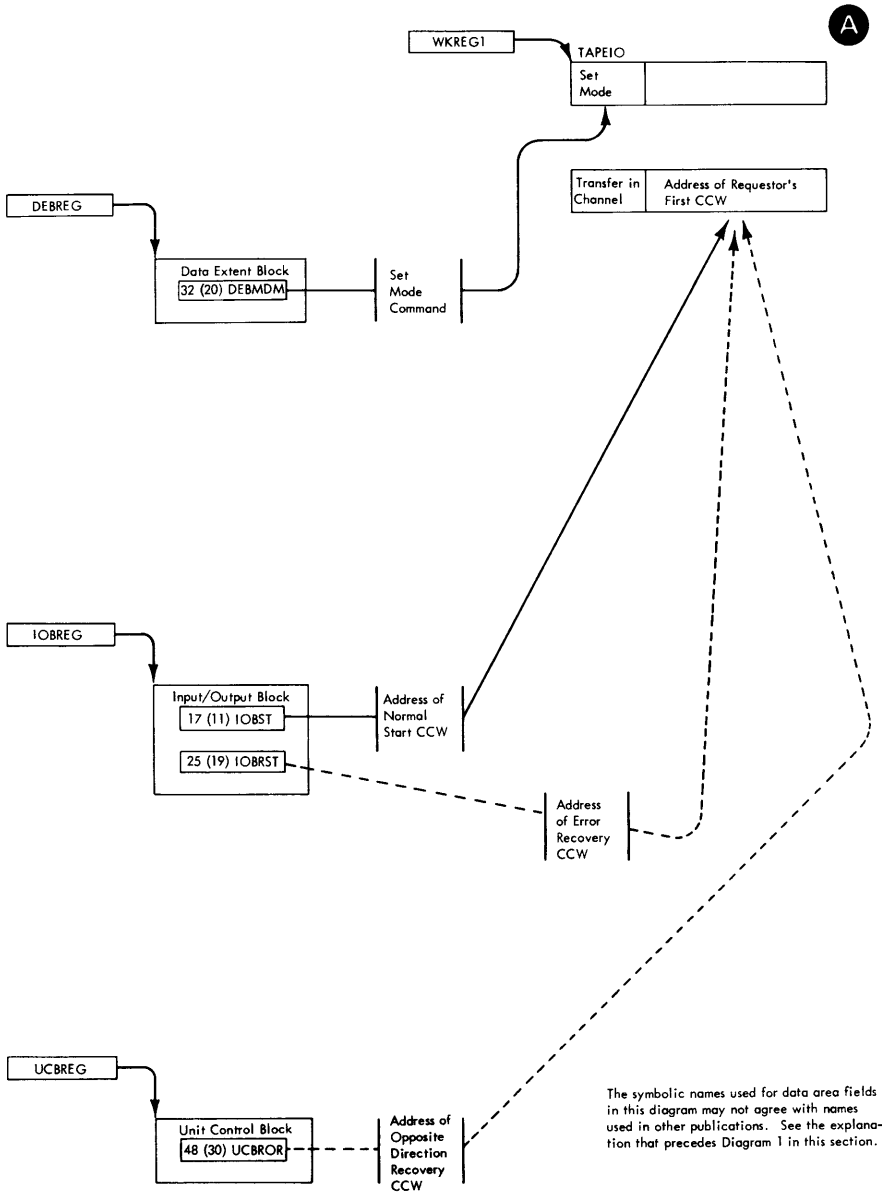 A
WKREG1
TAPEIO
Set
Mode
Transfer in
Channel
Address of Requestor's
First CCW
DEBREG
Data Extent Block
32 (20) DEBMDM
Set
Mode
Command
IOBREG
Input/Output Block
17 (11) IOBST
25 (19) IOBRST
Address of
Normal
Start CCW
Address
of Error
Recovery
CCW
UCBREG
Unit Control Block
48 (30) UCBROR
Address of
Opposite
Direction
Recovery
CCW
The symbolic names used for data area fields
in this diagram may not agree with names
used in other publications. See the explana-
tion that precedes Diagram 1 in this section.